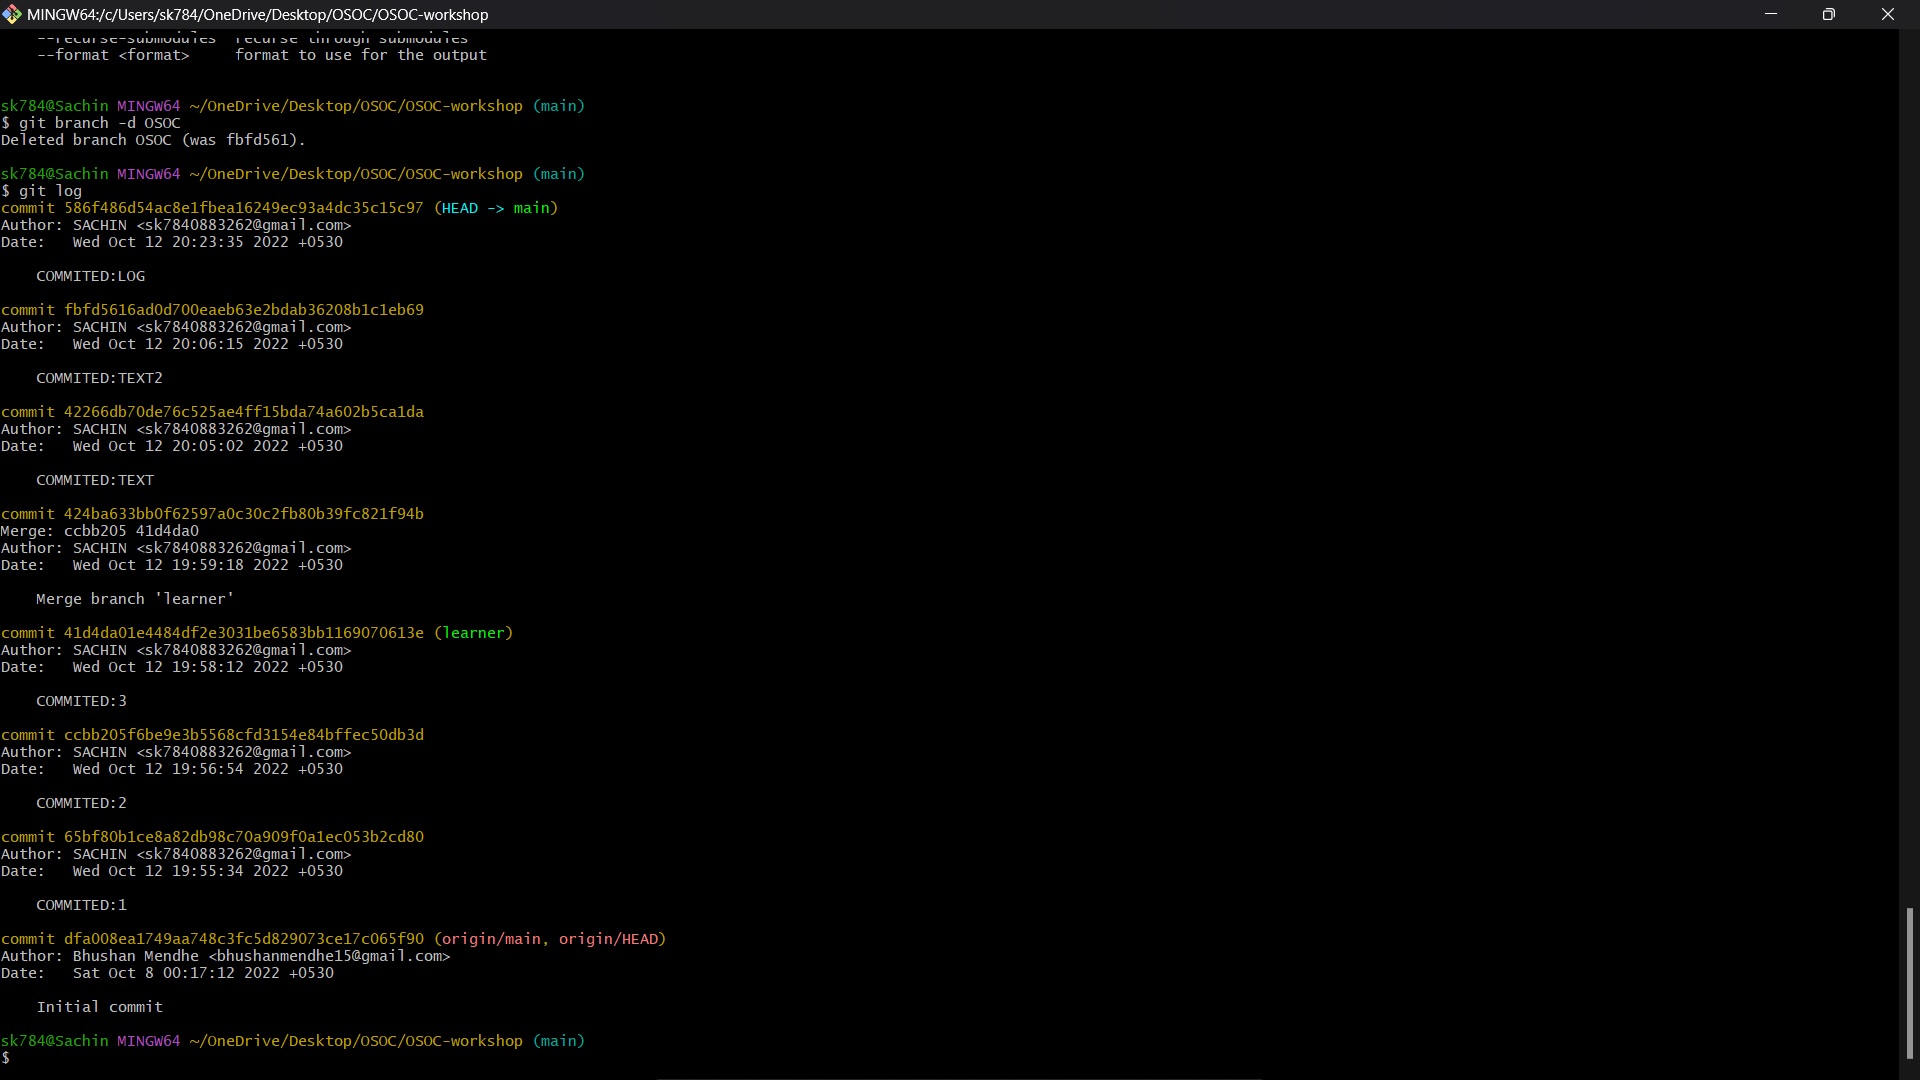 MINGW64:/c/Users/sk784/OneDrive/Desktop/OSOC/OSOC-workshop
--recurse-submodules  recurse through submodules
--format <format>     format to use for the output
sk784@Sachin MINGW64 ~/OneDrive/Desktop/OSOC/OSOC-workshop (main)
$ git branch -d OSOC
Deleted branch OSOC (was fbfd561).
sk784@Sachin MINGW64 ~/OneDrive/Desktop/OSOC/OSOC-workshop (main)
$ git log
commit 586f486d54ac8e1fbea16249ec93a4dc35c15c97 (HEAD -> main)
Author: SACHIN <sk7840883262@gmail.com>
Date:   Wed Oct 12 20:23:35 2022 +0530
COMMITED:LOG
commit fbfd5616ad0d700eaeb63e2bdab36208b1c1eb69
Author: SACHIN <sk7840883262@gmail.com>
Date:   Wed Oct 12 20:06:15 2022 +0530
COMMITED:TEXT2
commit 42266db70de76c525ae4ff15bda74a602b5ca1da
Author: SACHIN <sk7840883262@gmail.com>
Date:   Wed Oct 12 20:05:02 2022 +0530
COMMITED:TEXT
commit 424ba633bb0f62597a0c30c2fb80b39fc821f94b
Merge: ccbb205 41d4da0
Author: SACHIN <sk7840883262@gmail.com>
Date:   Wed Oct 12 19:59:18 2022 +0530
Merge branch 'learner'
commit 41d4da01e4484df2e3031be6583bb1169070613e (learner)
Author: SACHIN <sk7840883262@gmail.com>
Date:   Wed Oct 12 19:58:12 2022 +0530
COMMITED:3
commit ccbb205f6be9e3b5568cfd3154e84bffec50db3d
Author: SACHIN <sk7840883262@gmail.com>
Date:   Wed Oct 12 19:56:54 2022 +0530
COMMITED:2
commit 65bf80b1ce8a82db98c70a909f0a1ec053b2cd80
Author: SACHIN <sk7840883262@gmail.com>
Date:   Wed Oct 12 19:55:34 2022 +0530
COMMITED:1
commit dfa008ea1749aa748c3fc5d829073ce17c065f90 (origin/main, origin/HEAD)
Author: Bhushan Mendhe <bhushanmendhe15@gmail.com>
Date:   Sat Oct 8 00:17:12 2022 +0530
Initial commit
sk784@Sachin MINGW64 ~/OneDrive/Desktop/OSOC/OSOC-workshop (main)
$